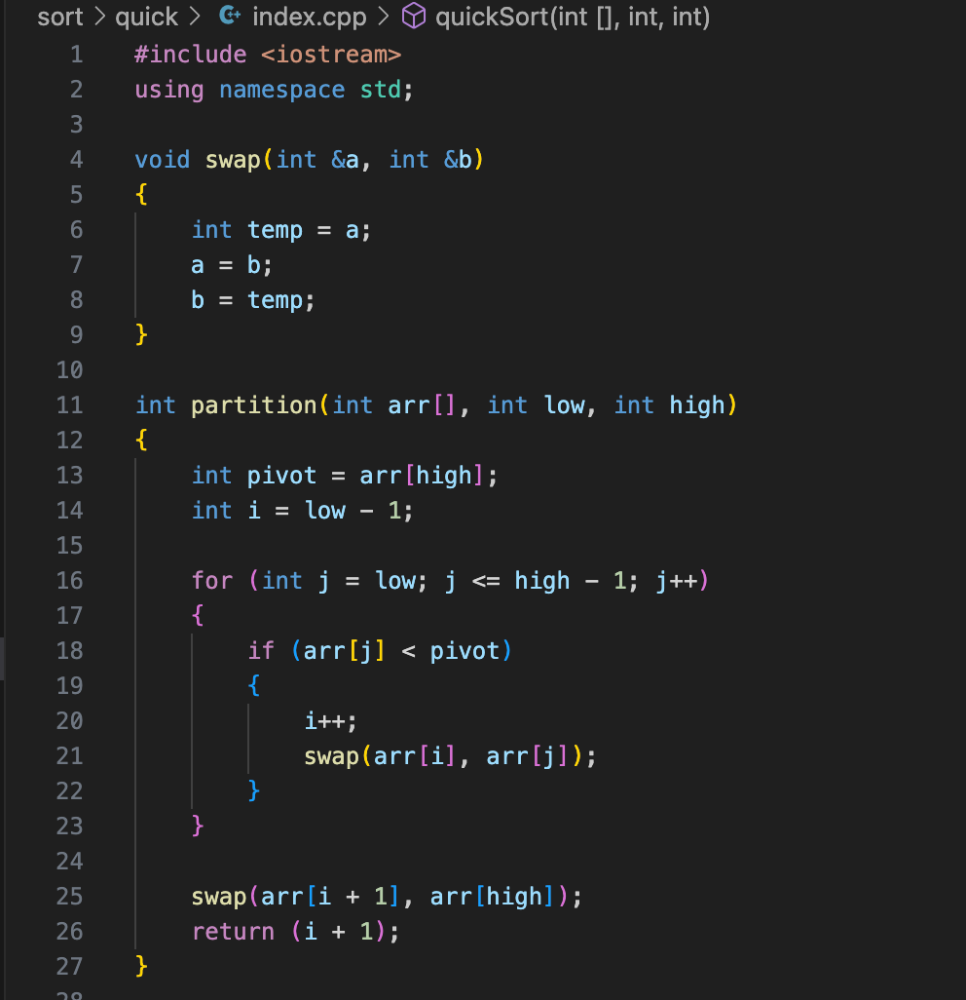 sort > quick > C++ index.cpp > quickSort(int [], int, int)
1 #include <iostream>
2 using namespace std;
3
4 void swap(int &a, int &b)
5 {
6     int temp = a;
7     a = b;
8     b = temp;
9 }
10
11 int partition(int arr[], int low, int high)
12 {
13     int pivot = arr[high];
14     int i = low - 1;
15
16     for (int j = low; j <= high - 1; j++)
17     {
18         if (arr[j] < pivot)
19         {
20             i++;
21             swap(arr[i], arr[j]);
22         }
23     }
24
25     swap(arr[i + 1], arr[high]);
26     return (i + 1);
27 }
28